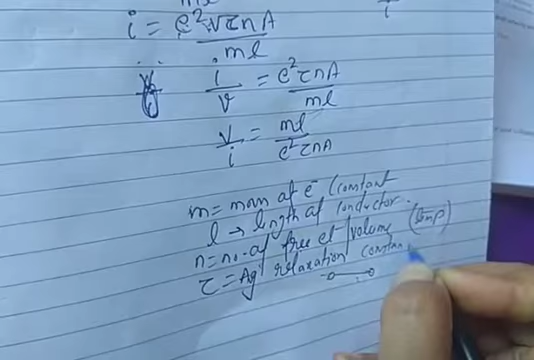 i = e²VτnA / ml
i / v = e²τnA / ml
v / i = ml / e²τnA
m = mass of e⁻ (constant
l → length of conductor.
n = no. of free e⁻/volume (temp)
τ = Avg relaxation constan